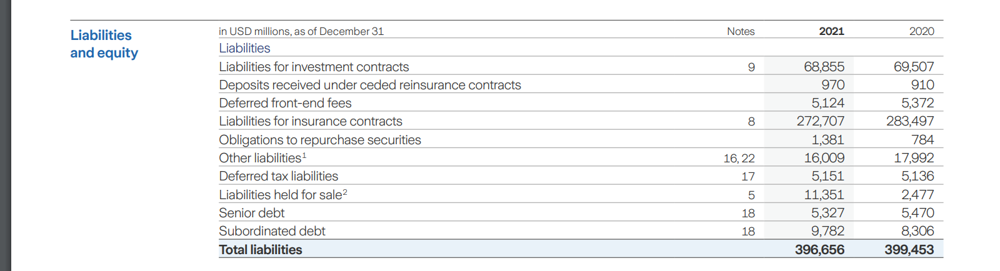 Liabilities
and equity
in USD millions, as of December 31 Notes 2021 2020
Liabilities
Liabilities for investment contracts 9 68,855 69,507
Deposits received under ceded reinsurance contracts 970 910
Deferred front-end fees 5,124 5,372
Liabilities for insurance contracts 8 272,707 283,497
Obligations to repurchase securities 1,381 784
Other liabilities¹ 16, 22 16,009 17,992
Deferred tax liabilities 17 5,151 5,136
Liabilities held for sale² 5 11,351 2,477
Senior debt 18 5,327 5,470
Subordinated debt 18 9,782 8,306
Total liabilities 396,656 399,453